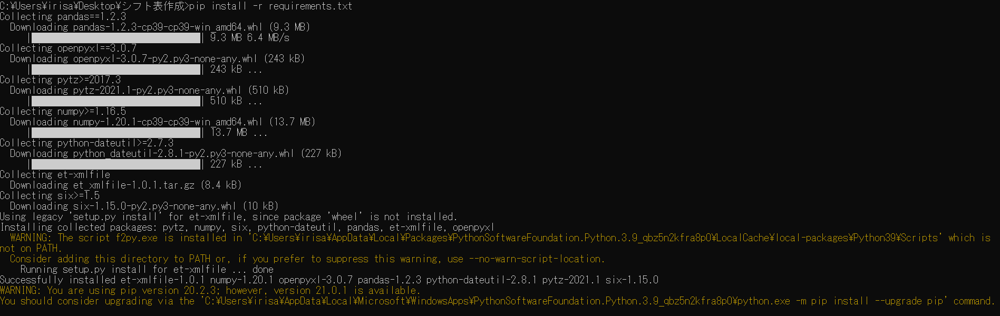 C:¥Users¥irisa¥Desktop¥シフト表作成>pip install -r requirements.txt
Collecting pandas==1.2.3
Downloading pandas-1.2.3-cp39-cp39-win_amd64.whl (9.3 MB)
|████████████████████████████████| 9.3 MB 6.4 MB/s
Collecting openpyxl==3.0.7
Downloading openpyxl-3.0.7-py2.py3-none-any.whl (243 kB)
|████████████████████████████████| 243 kB ...
Collecting pytz>=2017.3
Downloading pytz-2021.1-py2.py3-none-any.whl (510 kB)
|████████████████████████████████| 510 kB ...
Collecting numpy>=1.16.5
Downloading numpy-1.20.1-cp39-cp39-win_amd64.whl (13.7 MB)
|████████████████████████████████| 13.7 MB ...
Collecting python-dateutil>=2.7.3
Downloading python_dateutil-2.8.1-py2.py3-none-any.whl (227 kB)
|████████████████████████████████| 227 kB ...
Collecting et-xmlfile
Downloading et_xmlfile-1.0.1.tar.gz (8.4 kB)
Collecting six>=1.5
Downloading six-1.15.0-py2.py3-none-any.whl (10 kB)
Using legacy 'setup.py install' for et-xmlfile, since package 'wheel' is not installed.
Installing collected packages: pytz, numpy, six, python-dateutil, pandas, et-xmlfile, openpyxl
WARNING: The script f2py.exe is installed in 'C:¥Users¥irisa¥AppData¥Local¥Packages¥PythonSoftwareFoundation.Python.3.9_qbz5n2kfra8p0¥LocalCache¥local-packages¥Python39¥Scripts' which is
not on PATH.
Consider adding this directory to PATH or, if you prefer to suppress this warning, use --no-warn-script-location.
Running setup.py install for et-xmlfile ... done
Successfully installed et-xmlfile-1.0.1 numpy-1.20.1 openpyxl-3.0.7 pandas-1.2.3 python-dateutil-2.8.1 pytz-2021.1 six-1.15.0
WARNING: You are using pip version 20.2.3; however, version 21.0.1 is available.
You should consider upgrading via the 'C:¥Users¥irisa¥AppData¥Local¥Microsoft¥WindowsApps¥PythonSoftwareFoundation.Python.3.9_qbz5n2kfra8p0¥python.exe -m pip install --upgrade pip' command.